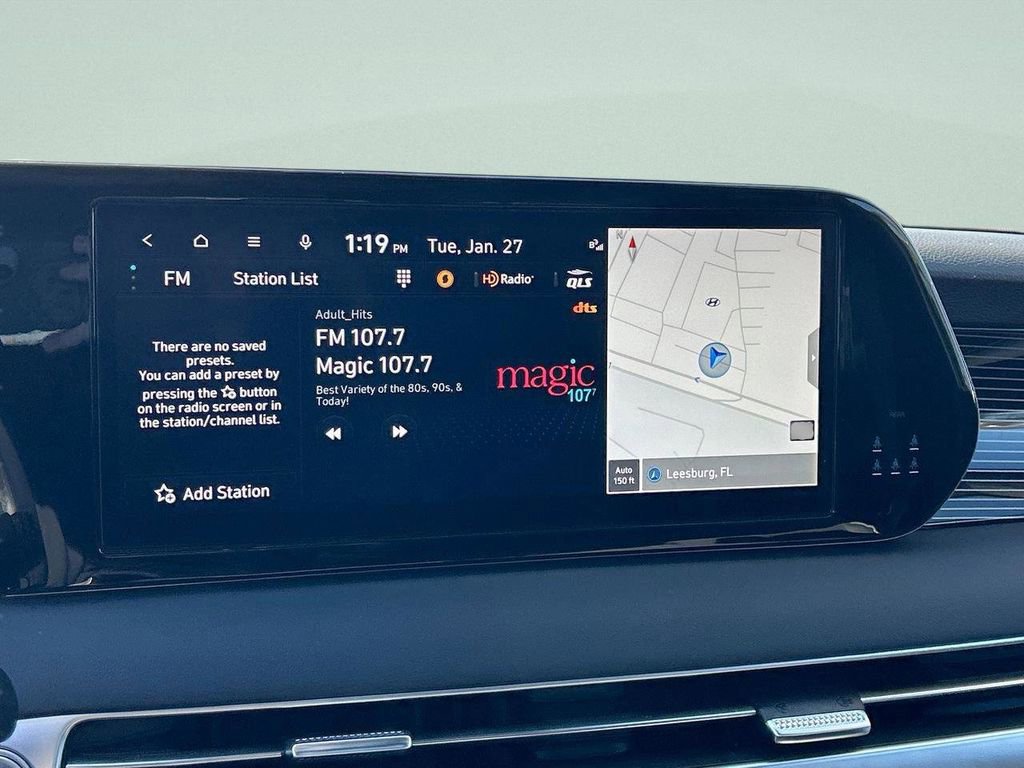 1:19 PM Tue, Jan. 27
FM Station List HD Radio QLS
dts
There are no saved
presets.
You can add a preset by
pressing the button
on the radio screen or in
the station/channel list.
Add Station
Adult_Hits
FM 107.7
Magic 107.7
Best Variety of the 80s, 90s, &
Today!
magic
107⁷
N
Auto
150 ft
Leesburg, FL